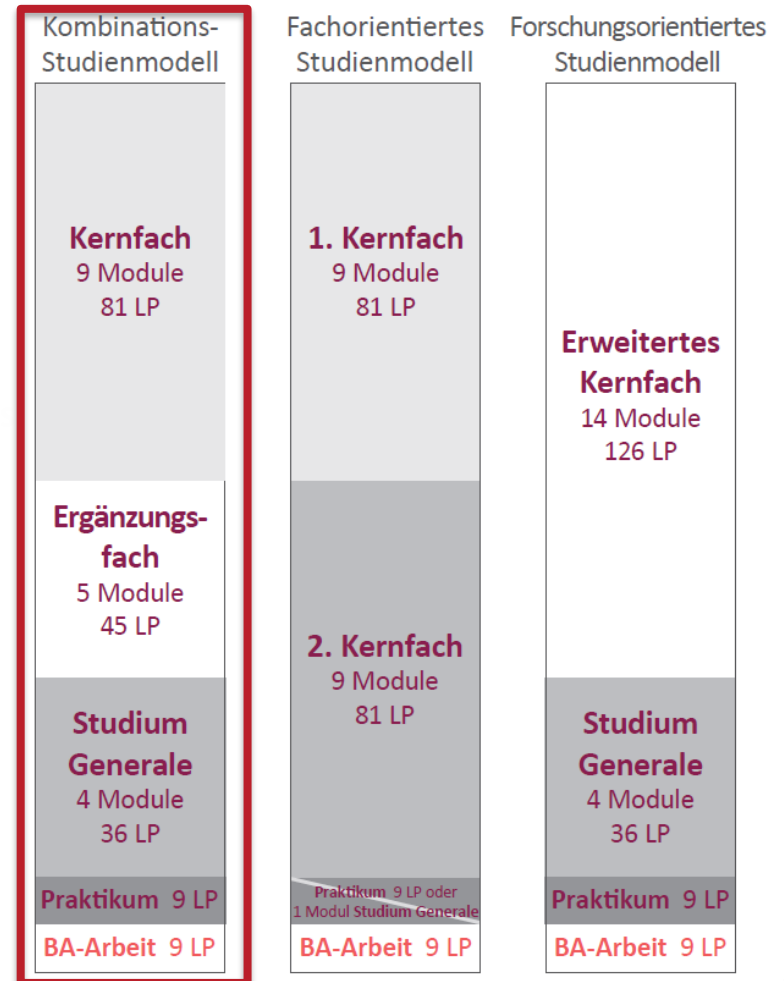 Kombinations-
Studienmodell
Kernfach
9 Module
81 LP
Ergänzungs-
fach
5 Module
45 LP
Studium
Generale
4 Module
36 LP
Praktikum 9 LP
BA-Arbeit 9 LP
Fachorientiertes
Studienmodell
1. Kernfach
9 Module
81 LP
2. Kernfach
9 Module
81 LP
Praktikum 9 LP oder
1 Modul Studium Generale
BA-Arbeit 9 LP
Forschungsorientiertes
Studienmodell
Erweitertes
Kernfach
14 Module
126 LP
Studium
Generale
4 Module
36 LP
Praktikum 9 LP
BA-Arbeit 9 LP